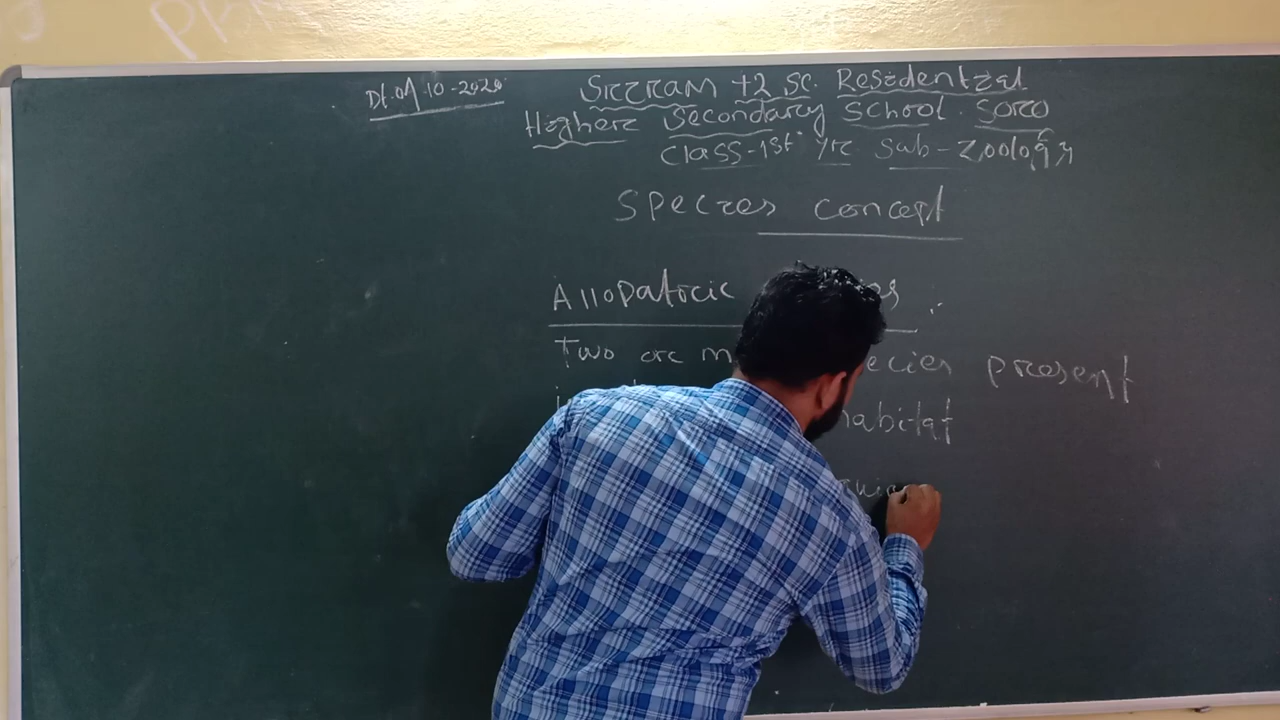 Dt.09.10-2020
Sriram +2 sc. Residential
Higher Secondary School. Soro
Class-1st yr Sub-Zoology
Species concept
Allopatric
Two or present
habitat